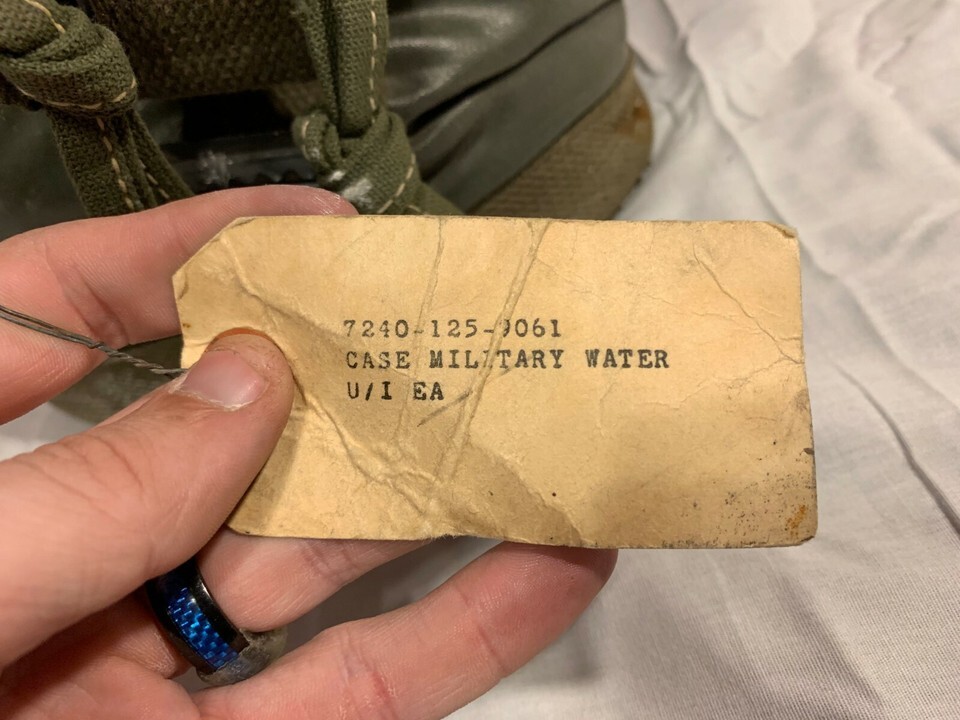 7240-125-9061
CASE MILITARY WATER
U/I EA